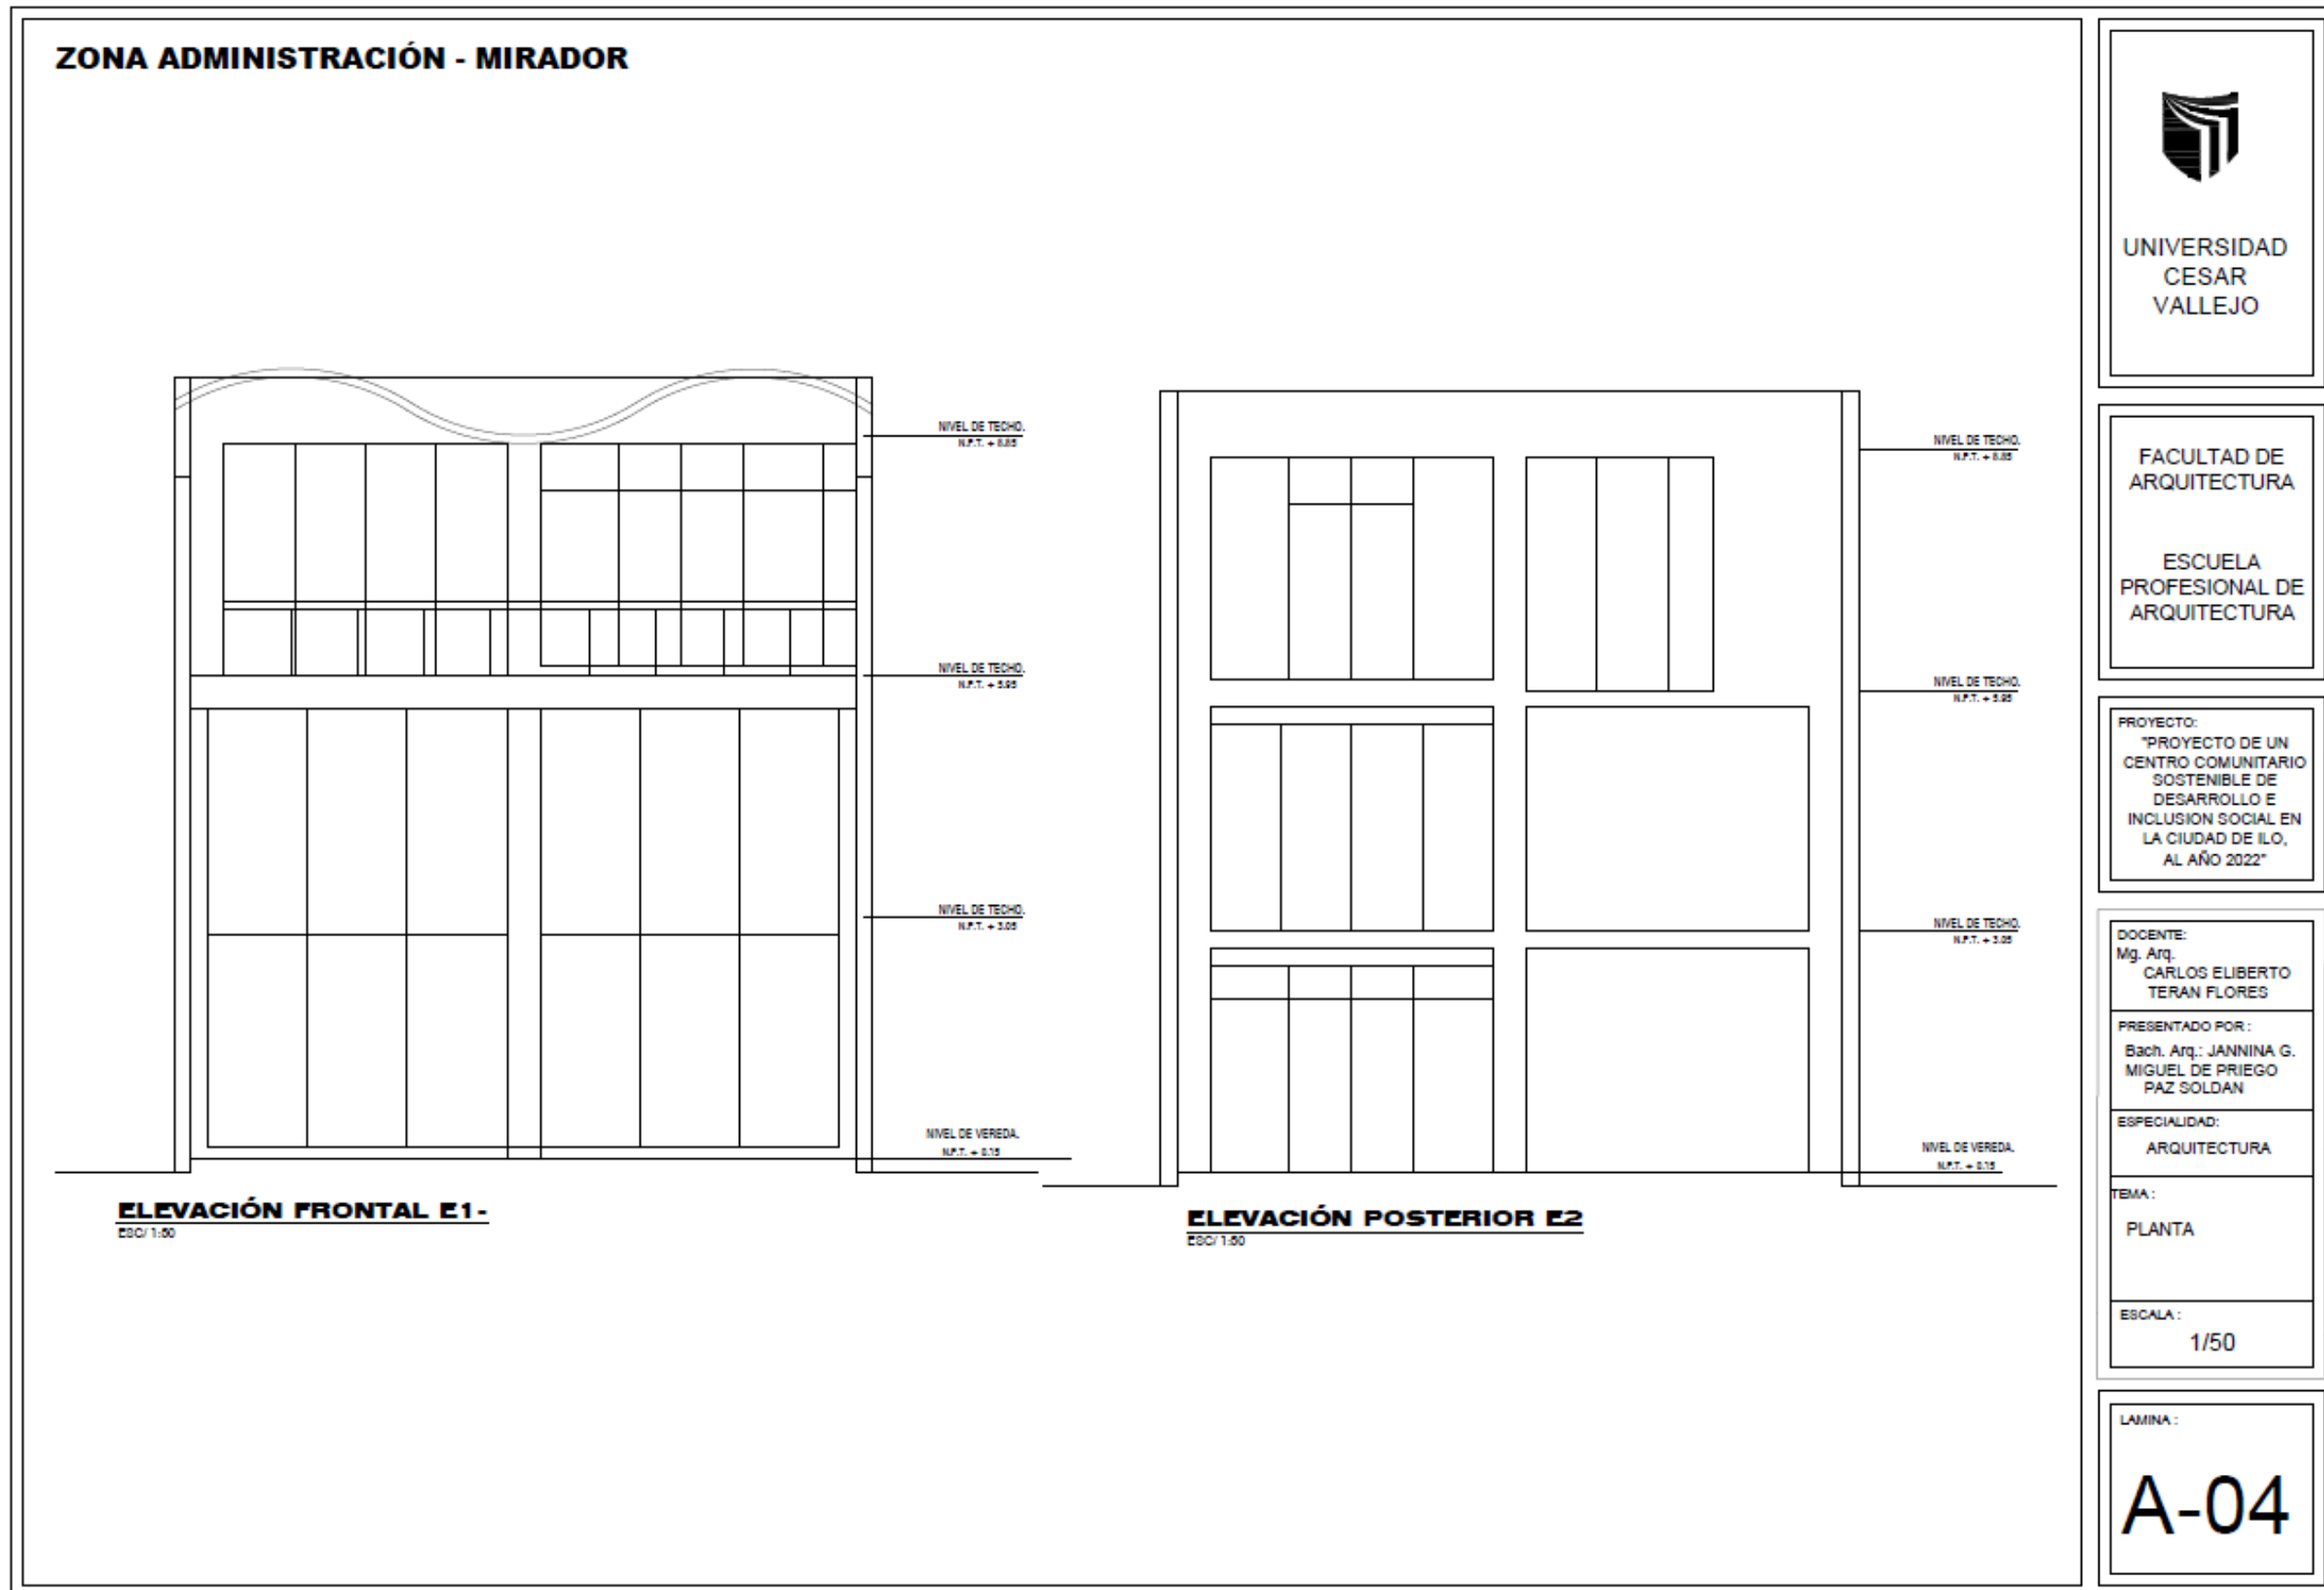 ZONA ADMINISTRACIÓN - MIRADOR
NIVEL DE TECHO.
N.P.T. + 8.85
NIVEL DE TECHO.
N.P.T. + 5.95
NIVEL DE TECHO.
N.P.T. + 3.05
NIVEL DE VEREDA.
N.P.T. + 0.15
ELEVACIÓN FRONTAL E1-
ESC/ 1:50
NIVEL DE TECHO.
N.P.T. + 8.85
NIVEL DE TECHO.
N.P.T. + 5.95
NIVEL DE TECHO.
N.P.T. + 3.05
NIVEL DE VEREDA.
N.P.T. + 0.15
ELEVACIÓN POSTERIOR E2
ESC/ 1:50
UNIVERSIDAD
CESAR
VALLEJO
FACULTAD DE
ARQUITECTURA
ESCUELA
PROFESIONAL DE
ARQUITECTURA
PROYECTO:
"PROYECTO DE UN
CENTRO COMUNITARIO
SOSTENIBLE DE
DESARROLLO E
INCLUSION SOCIAL EN
LA CIUDAD DE ILO,
AL AÑO 2022"
DOCENTE:
Mg. Arq.
CARLOS ELIBERTO
TERAN FLORES
PRESENTADO POR :
Bach. Arq.: JANNINA G.
MIGUEL DE PRIEGO
PAZ SOLDAN
ESPECIALIDAD:
ARQUITECTURA
TEMA :
PLANTA
ESCALA :
1/50
LAMINA :
A-04